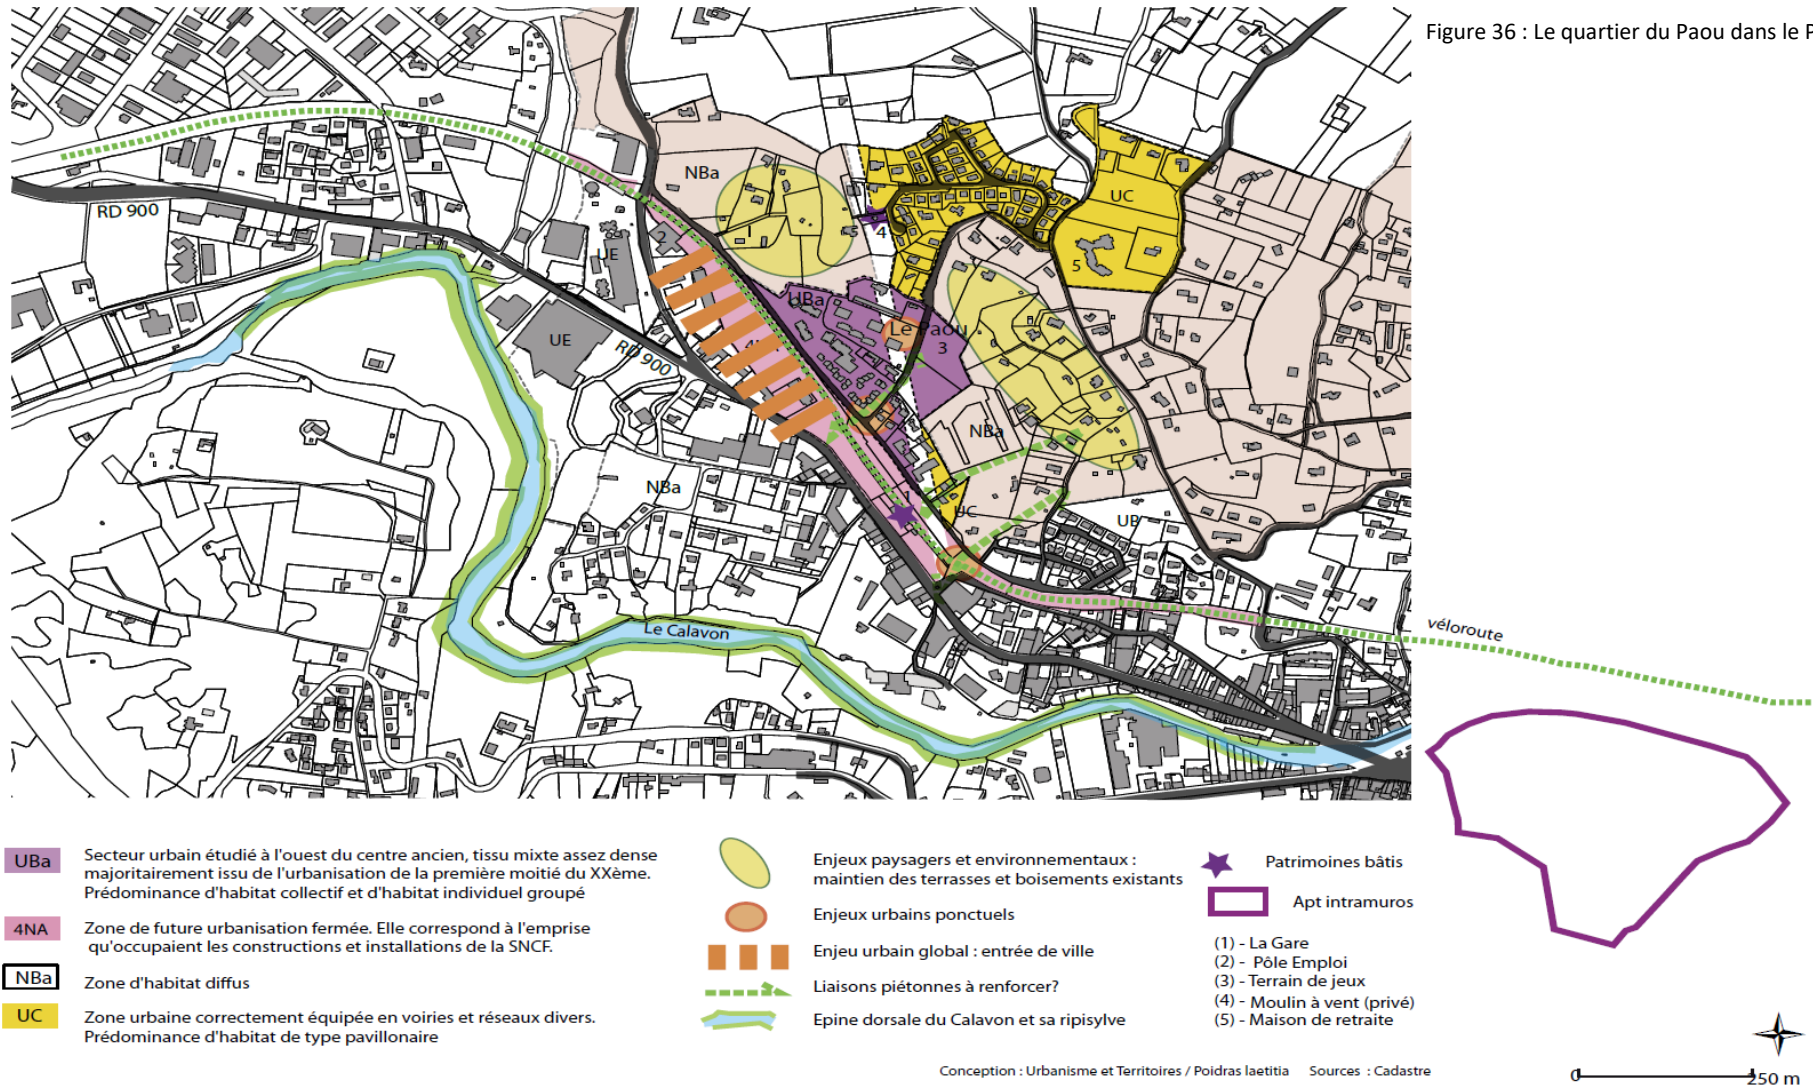 Figure 36 : Le quartier du Paou dans le P
RD 900
NBa
UC
4
5
2
1
UE
UBa
Le Paou
3
UE
RD 900
4
NBa
NBa
1
UC
UB
Le Calavon
véloroute
UBa
Secteur urbain étudié à l'ouest du centre ancien, tissu mixte assez dense
majoritairement issu de l'urbanisation de la première moitié du XXème.
Prédominance d'habitat collectif et d'habitat individuel groupé
4NA
Zone de future urbanisation fermée. Elle correspond à l'emprise
qu'occupaient les constructions et installations de la SNCF.
NBa
Zone d'habitat diffus
UC
Zone urbaine correctement équipée en voiries et réseaux divers.
Prédominance d'habitat de type pavillonaire
Enjeux paysagers et environnementaux :
maintien des terrasses et boisements existants
Enjeux urbains ponctuels
Enjeu urbain global : entrée de ville
Liaisons piétonnes à renforcer?
Epine dorsale du Calavon et sa ripisylve
Patrimoines bâtis
Apt intramuros
(1) - La Gare
(2) - Pôle Emploi
(3) - Terrain de jeux
(4) - Moulin à vent (privé)
(5) - Maison de retraite
Conception : Urbanisme et Territoires / Poidras laetitia Sources : Cadastre
0 250 m